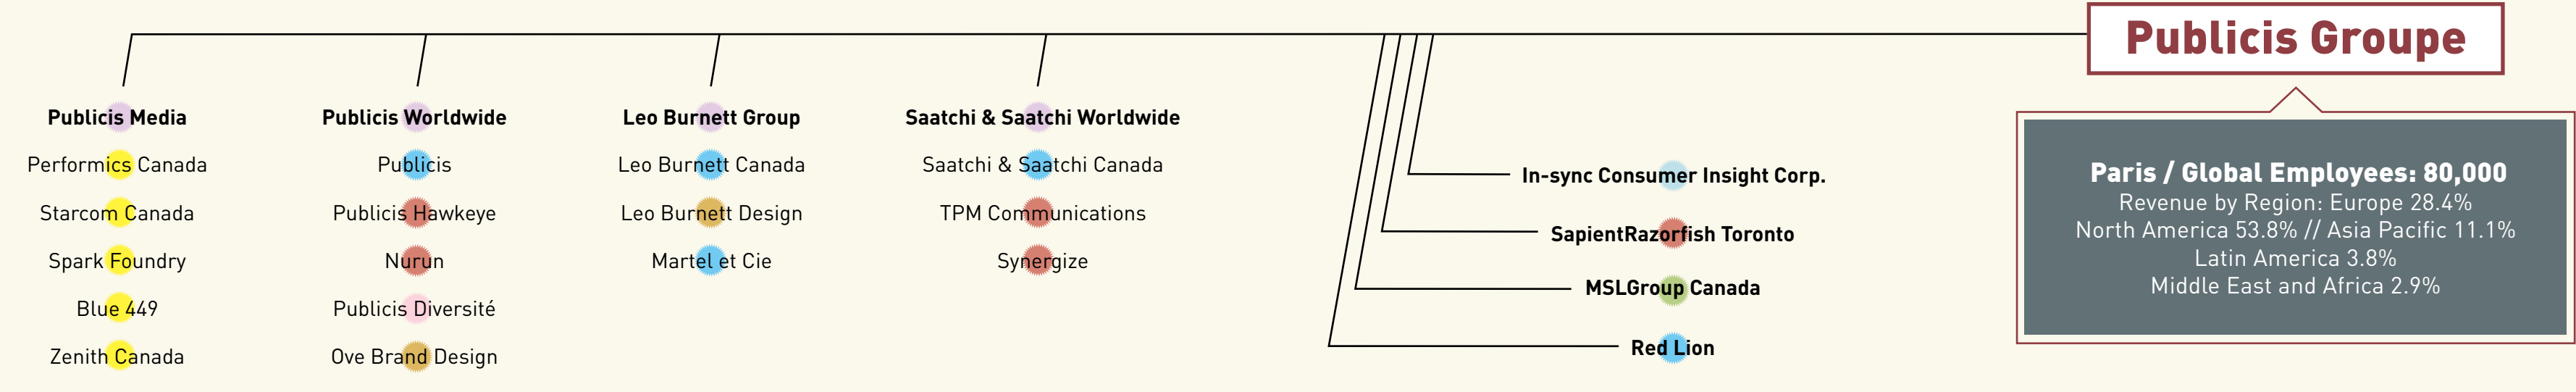 Publicis Groupe
Publicis Media
Performics Canada
Starcom Canada
Spark Foundry
Blue 449
Zenith Canada
Publicis Worldwide
Publicis
Publicis Hawkeye
Nurun
Publicis Diversité
Ove Brand Design
Leo Burnett Group
Leo Burnett Canada
Leo Burnett Design
Martel et Cie
Saatchi & Saatchi Worldwide
Saatchi & Saatchi Canada
TPM Communications
Synergize
In-sync Consumer Insight Corp.
SapientRazorfish Toronto
MSLGroup Canada
Red Lion
Paris / Global Employees: 80,000
Revenue by Region: Europe 28.4%
North America 53.8% // Asia Pacific 11.1%
Latin America 3.8%
Middle East and Africa 2.9%